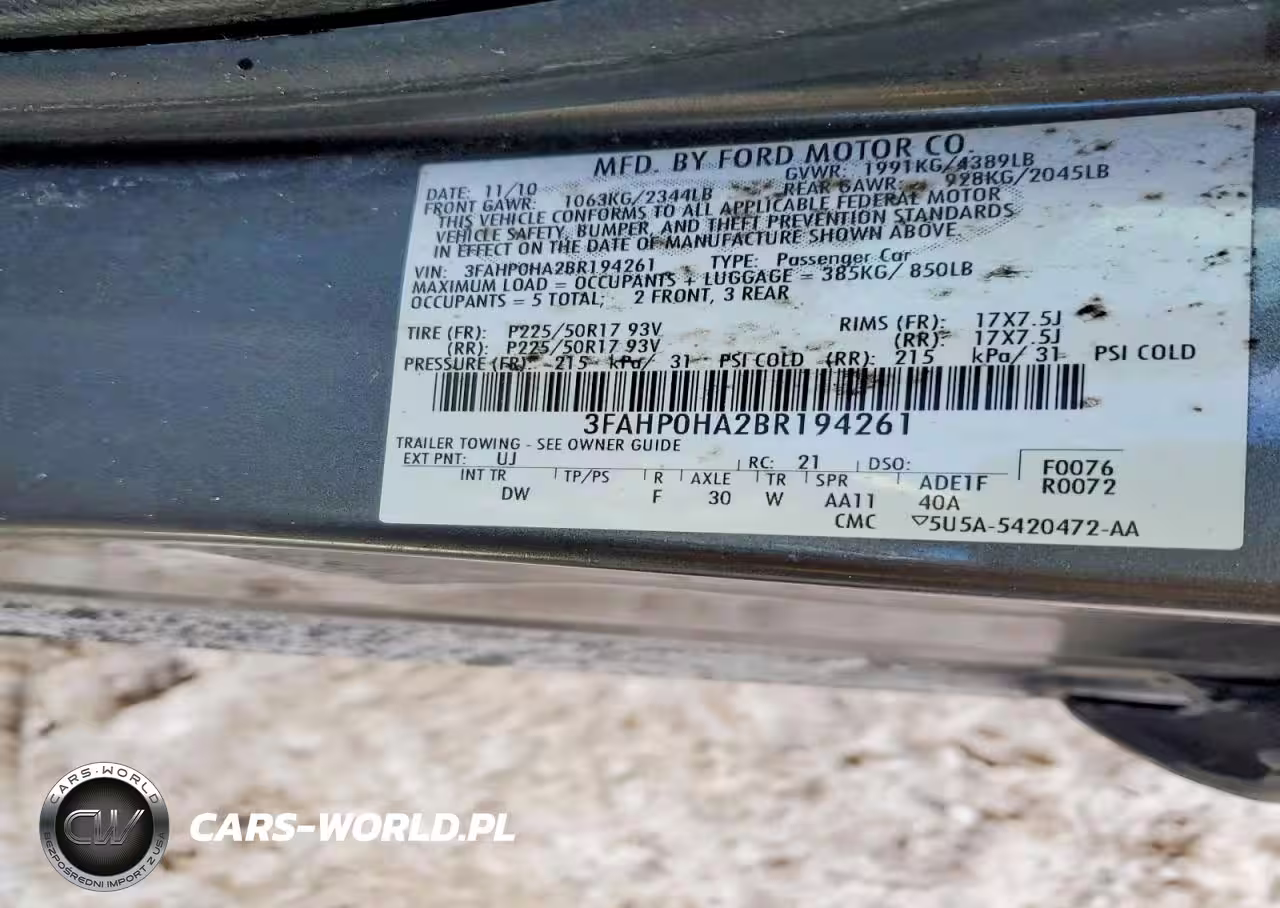 MFD. BY FORD MOTOR CO.
DATE: 11/10 GVWR: 1991KG/4389LB
FRONT GAWR: 1063KG/2344LB REAR GAWR: 928KG/2045LB
THIS VEHICLE CONFORMS TO ALL APPLICABLE FEDERAL MOTOR
VEHICLE SAFETY, BUMPER, AND THEFT PREVENTION STANDARDS
IN EFFECT ON THE DATE OF MANUFACTURE SHOWN ABOVE.
VIN: 3FAHP0HA2BR194261 TYPE: Passenger Car
MAXIMUM LOAD = OCCUPANTS + LUGGAGE = 385KG/ 850LB
OCCUPANTS = 5 TOTAL; 2 FRONT, 3 REAR
TIRE (FR): P225/50R17 93V RIMS (FR): 17X7.5J
(RR): P225/50R17 93V (RR): 17X7.5J
PRESSURE (FR): 215 kPa/ 31 PSI COLD (RR): 215 kPa/ 31 PSI COLD
3FAHP0HA2BR194261
TRAILER TOWING - SEE OWNER GUIDE
EXT PNT: UJ RC: 21 DSO: F0076
INT TR TP/PS R AXLE TR SPR ADE1F R0072
DW F 30 W AA11 40A
CMC ▽5U5A-5420472-AA
CARS-WORLD
CW
BEZPOŚREDNI IMPORT Z USA
CARS-WORLD.PL